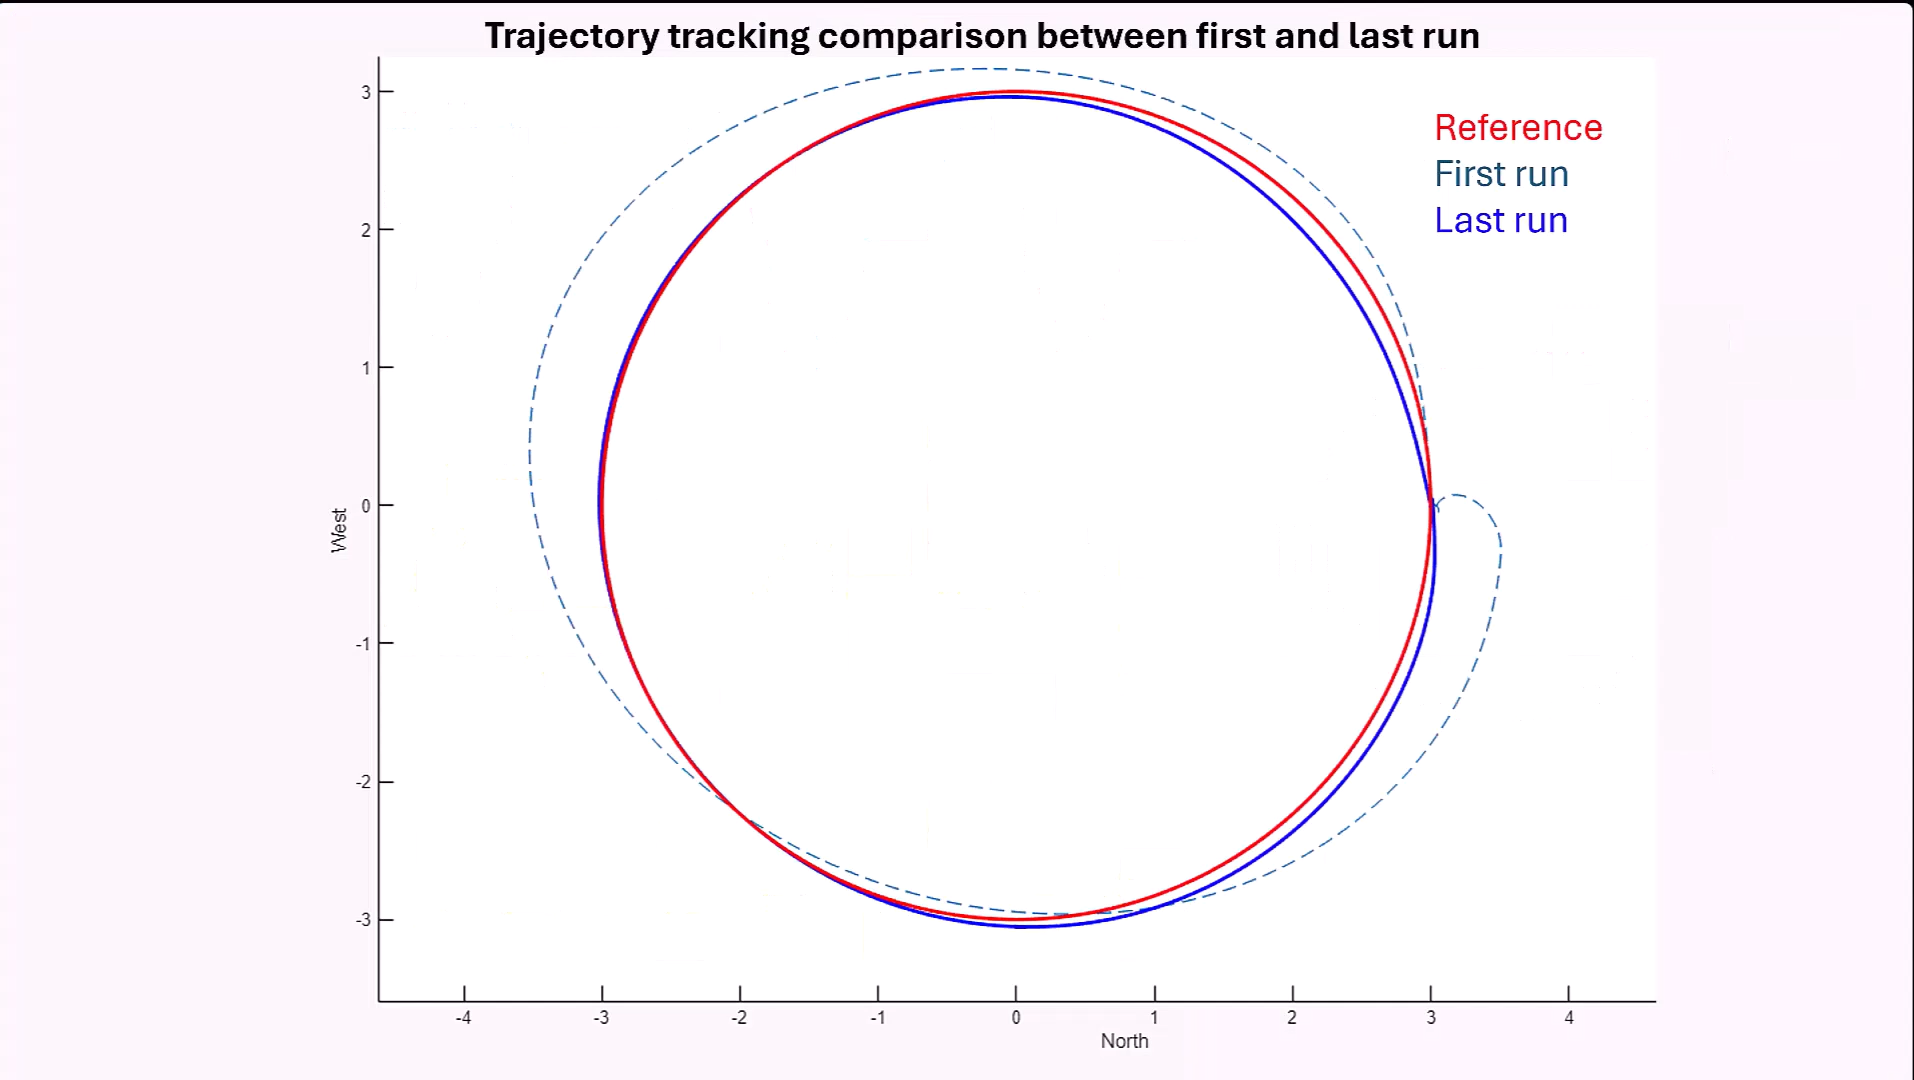 Trajectory tracking comparison between first and last run
Reference
First run
Last run
3
2
1
0
-1
-2
-3
West
-4 -3 -2 -1 0 1 2 3 4
North